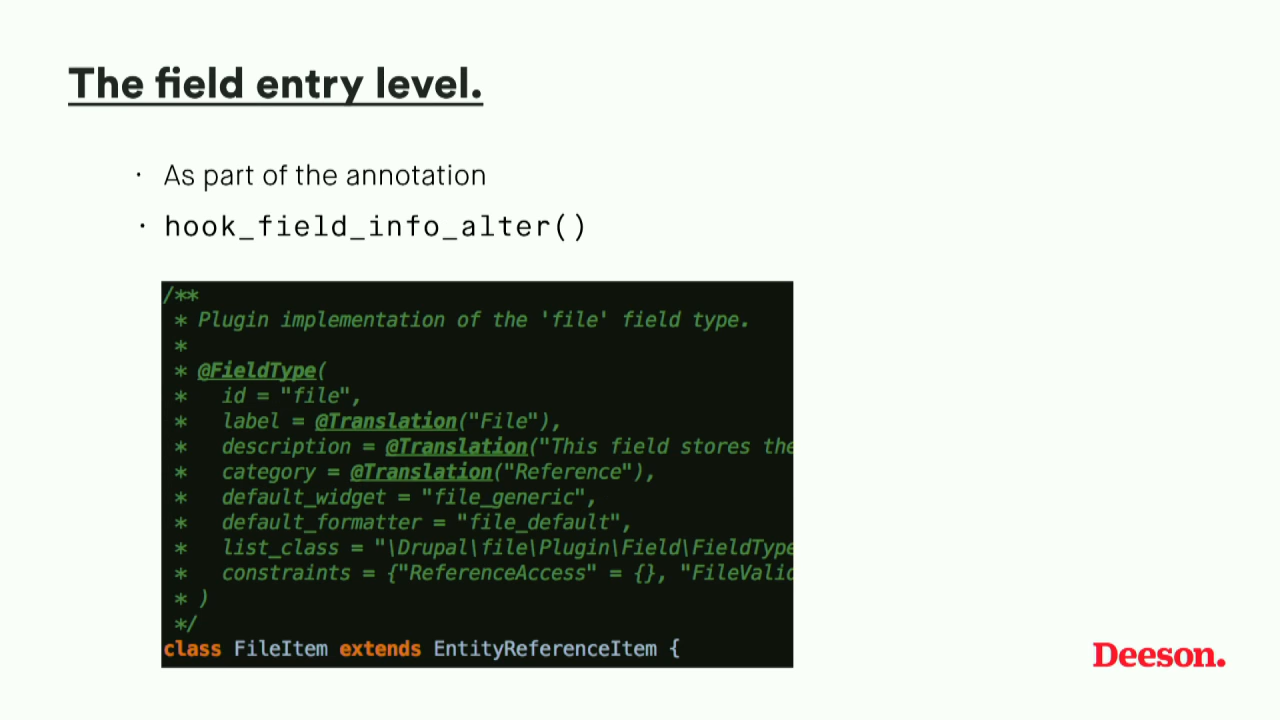 The field entry level.
· As part of the annotation
· hook_field_info_alter()
/**
 * Plugin implementation of the 'file' field type.
 *
 * @FieldType(
 *   id = "file",
 *   label = @Translation("File"),
 *   description = @Translation("This field stores the
 *   category = @Translation("Reference"),
 *   default_widget = "file_generic",
 *   default_formatter = "file_default",
 *   list_class = "\Drupal\file\Plugin\Field\FieldType
 *   constraints = {"ReferenceAccess" = {}, "FileValid
 * )
 */
class FileItem extends EntityReferenceItem {
Deeson.